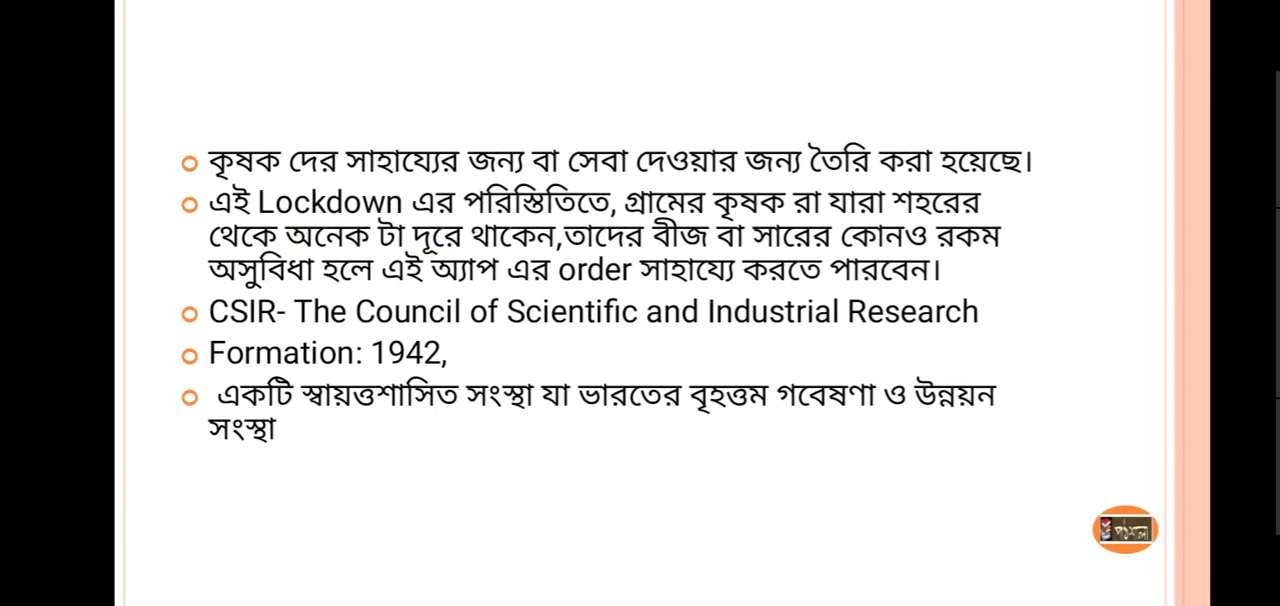 কৃষক দের সাহায্যের জন্য বা সেবা দেওয়ার জন্য তৈরি করা হয়েছে।
এই Lockdown এর পরিস্তিতিতে, গ্রামের কৃষক রা যারা শহরের
থেকে অনেক টা দূরে থাকেন,তাদের বীজ বা সারের কোনও রকম
অসুবিধা হলে এই অ্যাপ এর order সাহায্যে করতে পারবেন।
CSIR- The Council of Scientific and Industrial Research
Formation: 1942,
একটি স্বায়ত্তশাসিত সংস্থা যা ভারতের বৃহত্তম গবেষণা ও উন্নয়ন
সংস্থা
পাঠশালা